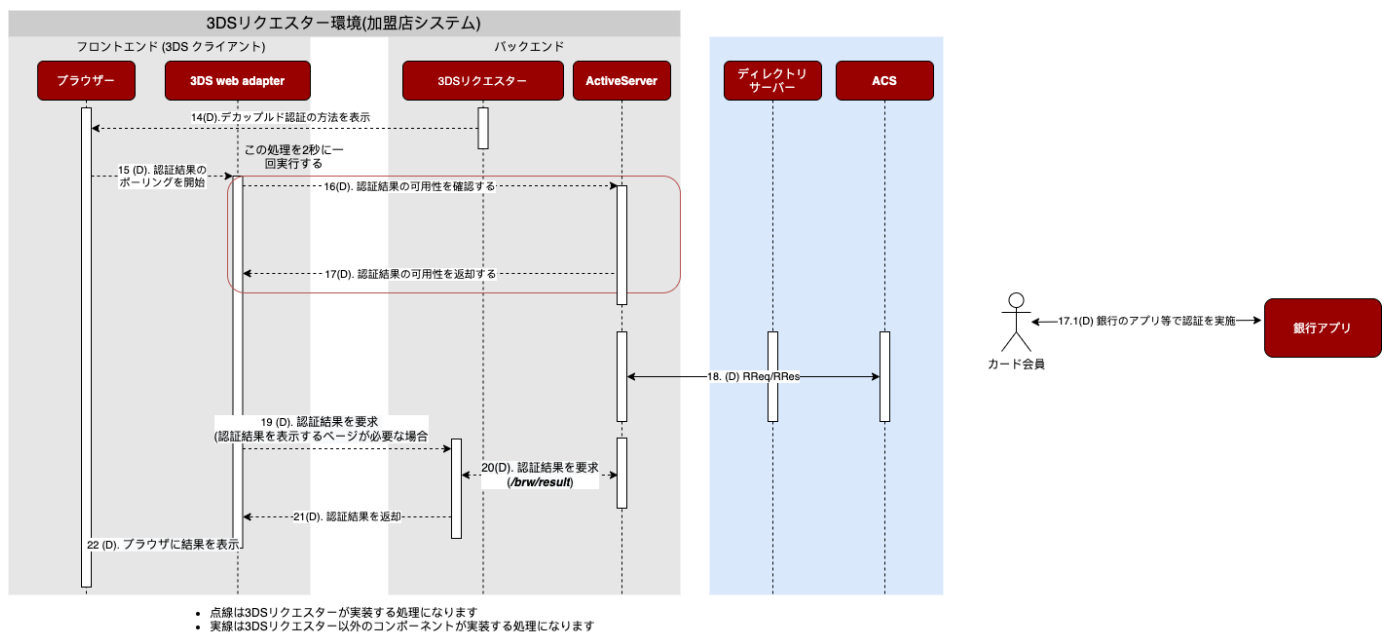 3DSリクエスター環境(加盟店システム)
フロントエンド (3DS クライアント)
バックエンド
ブラウザー
3DS web adapter
3DSリクエスター
ActiveServer
ディレクトリ
サーバー
ACS
14(D).デカップルド認証の方法を表示
この処理を2秒に一
回実行する
15 (D). 認証結果の
ポーリングを開始
16(D). 認証結果の可用性を確認する
17(D). 認証結果の可用性を返却する
17.1(D) 銀行のアプリ等で認証を実施
銀行アプリ
カード会員
18. (D) RReq/RRes
19 (D). 認証結果を要求
(認証結果を表示するページが必要な場合
20(D). 認証結果を要求
(/brw/result)
21(D). 認証結果を返却
22 (D). ブラウザに結果を表示
• 点線は3DSリクエスターが実装する処理になります
• 実線は3DSリクエスター以外のコンポーネントが実装する処理になります